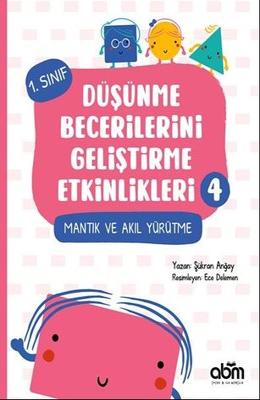 1. SINIF
DÜŞÜNME
BECERİLERİNİ
GELİŞTİRME
ETKİNLİKLERİ 4
MANTIK VE AKIL YÜRÜTME
Yazan: Şükran Arığay
Resimleyen: Ece Delemen
abm